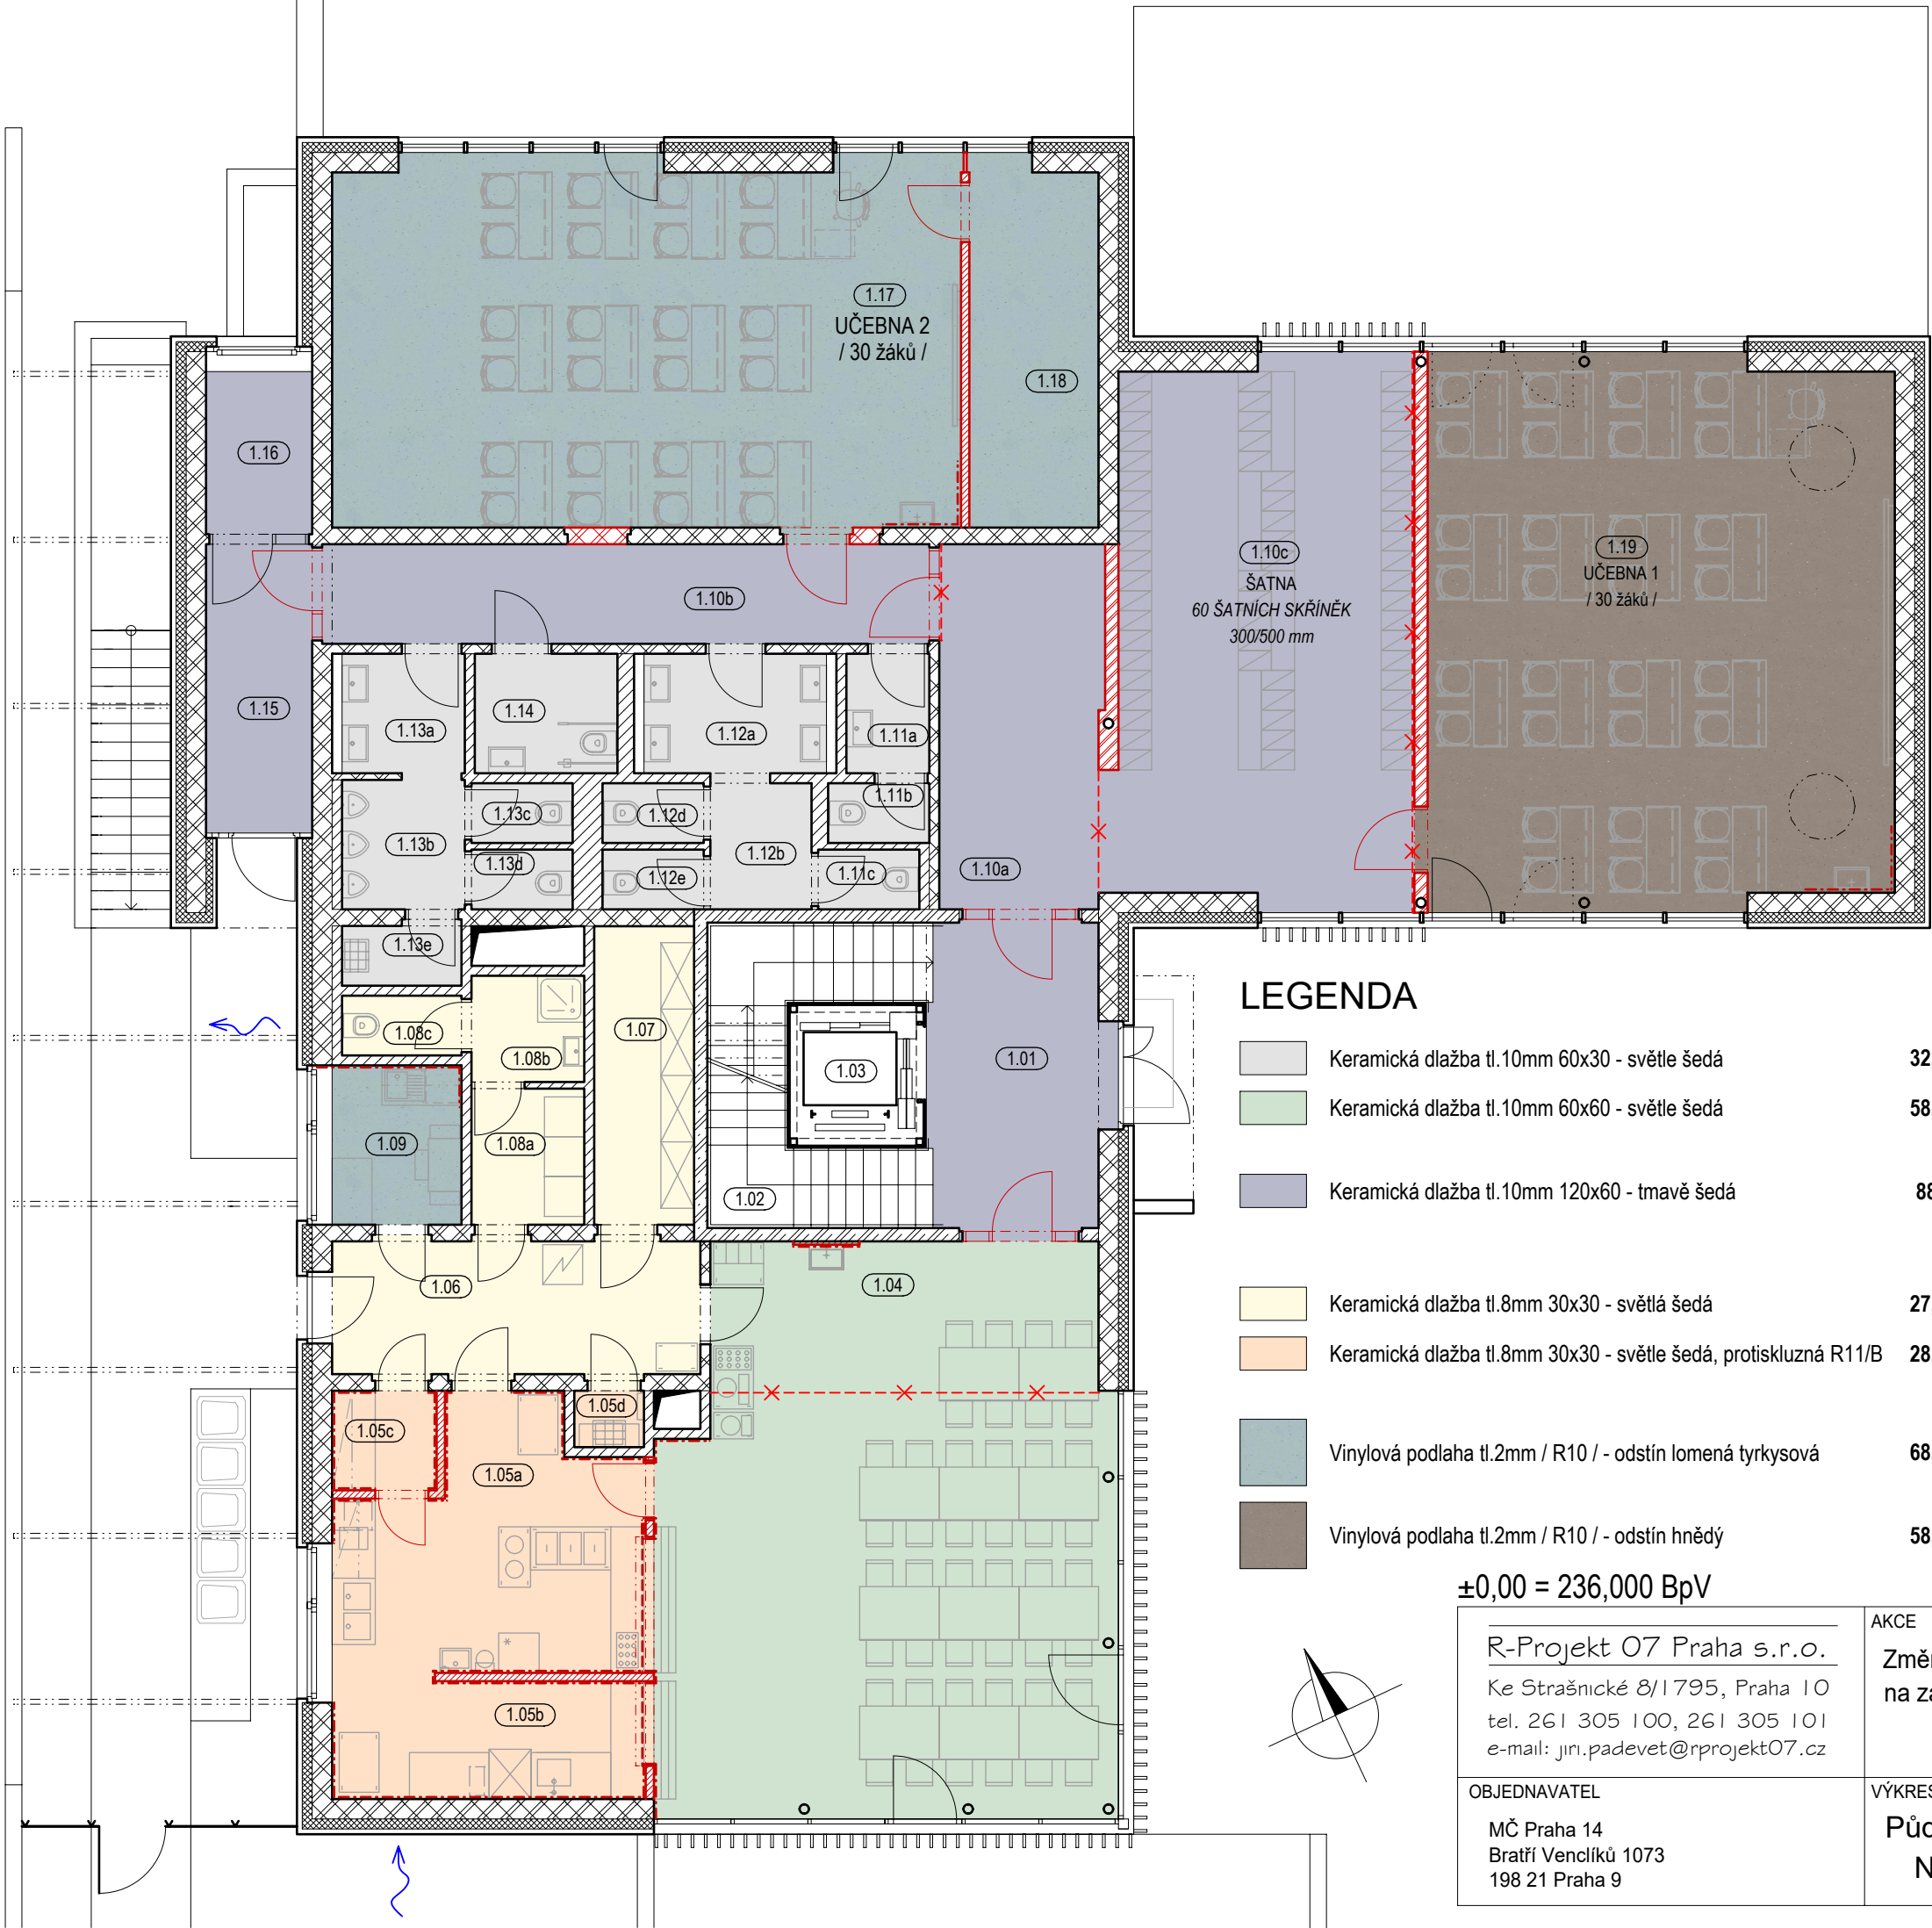 1.17
UČEBNA 2
/ 30 žáků /
1.18
1.16
1.10c
ŠATNA
60 ŠATNÍCH SKŘÍNĚK
300/500 mm
1.19
UČEBNA 1
/ 30 žáků /
1.10b
1.15
1.13a
1.14
1.12a
1.11a
1.11b
1.13c
1.12d
1.13b
1.12b
1.13d
1.12e
1.11c
1.10a
1.13e
1.08c
1.07
1.08b
1.01
1.03
1.09
1.08a
1.02
1.06
1.04
1.05d
1.05c
1.05a
1.05b
LEGENDA
Keramická dlažba tl.10mm 60x30 - světle šedá 32
Keramická dlažba tl.10mm 60x60 - světle šedá 58
Keramická dlažba tl.10mm 120x60 - tmavě šedá 88
Keramická dlažba tl.8mm 30x30 - světlá šedá 27
Keramická dlažba tl.8mm 30x30 - světle šedá, protiskluzná R11/B 28
Vinylová podlaha tl.2mm / R10 / - odstín lomená tyrkysová 68
Vinylová podlaha tl.2mm / R10 / - odstín hnědý 58
±0,00 = 236,000 BpV
R-Projekt 07 Praha s.r.o.
Ke Strašnické 8/1795, Praha 10
tel. 261 305 100, 261 305 101
e-mail: jiri.padevet@rprojekt07.cz
AKCE
Změn
na za
OBJEDNAVATEL
MČ Praha 14
Bratří Venclíků 1073
198 21 Praha 9
VÝKRES
Půd
N